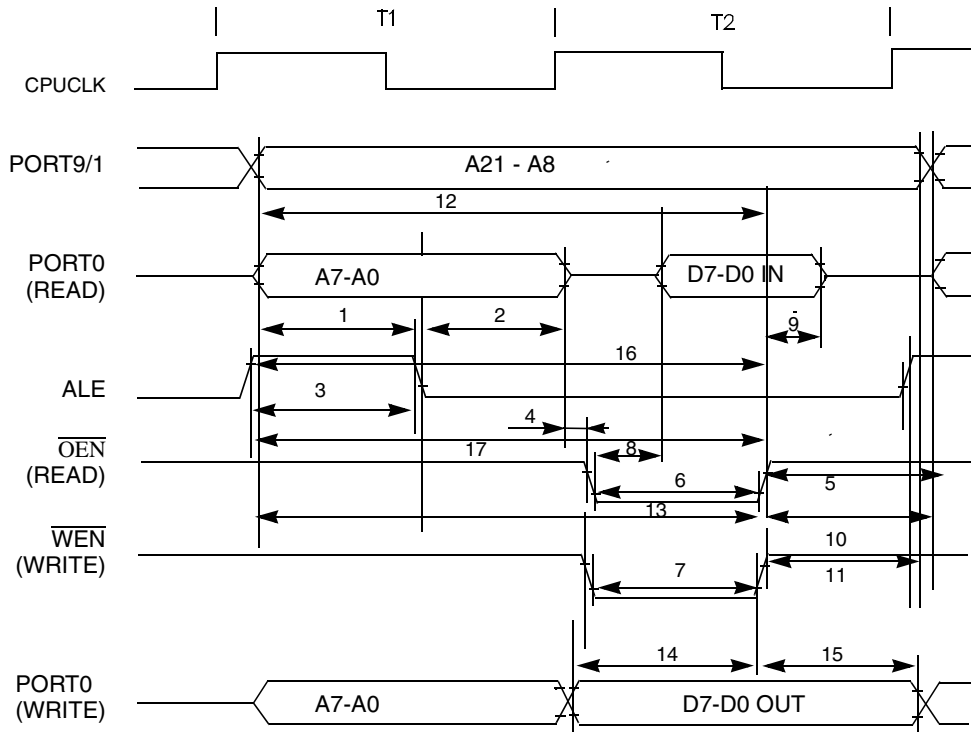 T1 T2
CPUCLK
PORT9/1 A21 - A8
12
PORT0
(READ) A7-A0 D7-D0 IN
1 2 9
16
ALE
3
4
OEN
(READ) 17 8
6 5
13
WEN
(WRITE) 10
7 11
14 15
PORT0
(WRITE) A7-A0 D7-D0 OUT